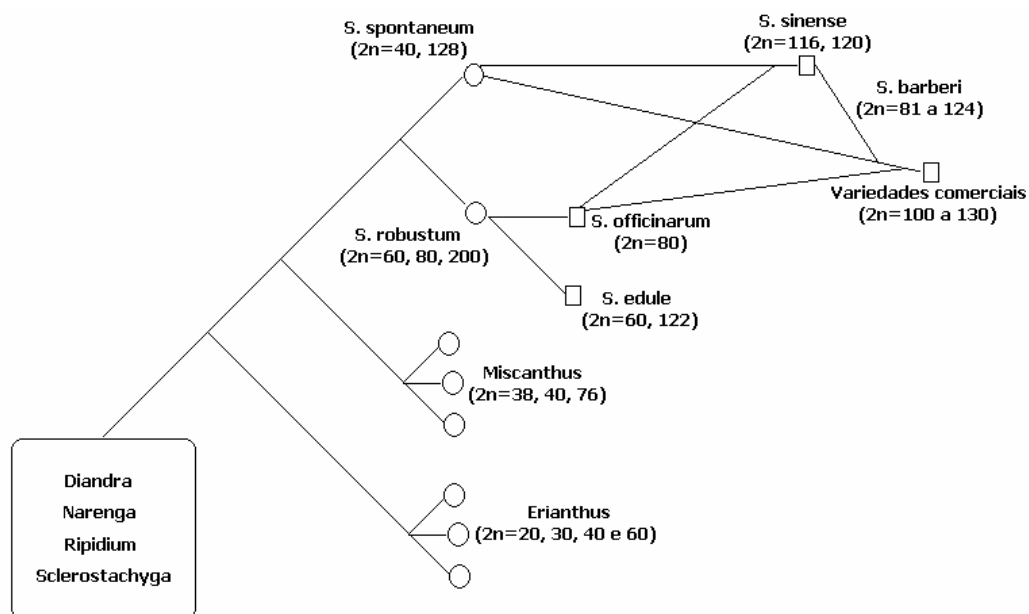 S. spontaneum
(2n=40, 128)
S. sinense
(2n=116, 120)
S. barberi
(2n=81 a 124)
Variedades comerciais
(2n=100 a 130)
S. robustum
(2n=60, 80, 200)
S. officinarum
(2n=80)
S. edule
(2n=60, 122)
Miscanthus
(2n=38, 40, 76)
Erianthus
(2n=20, 30, 40 e 60)
Diandra
Narenga
Ripidium
Sclerostachyga